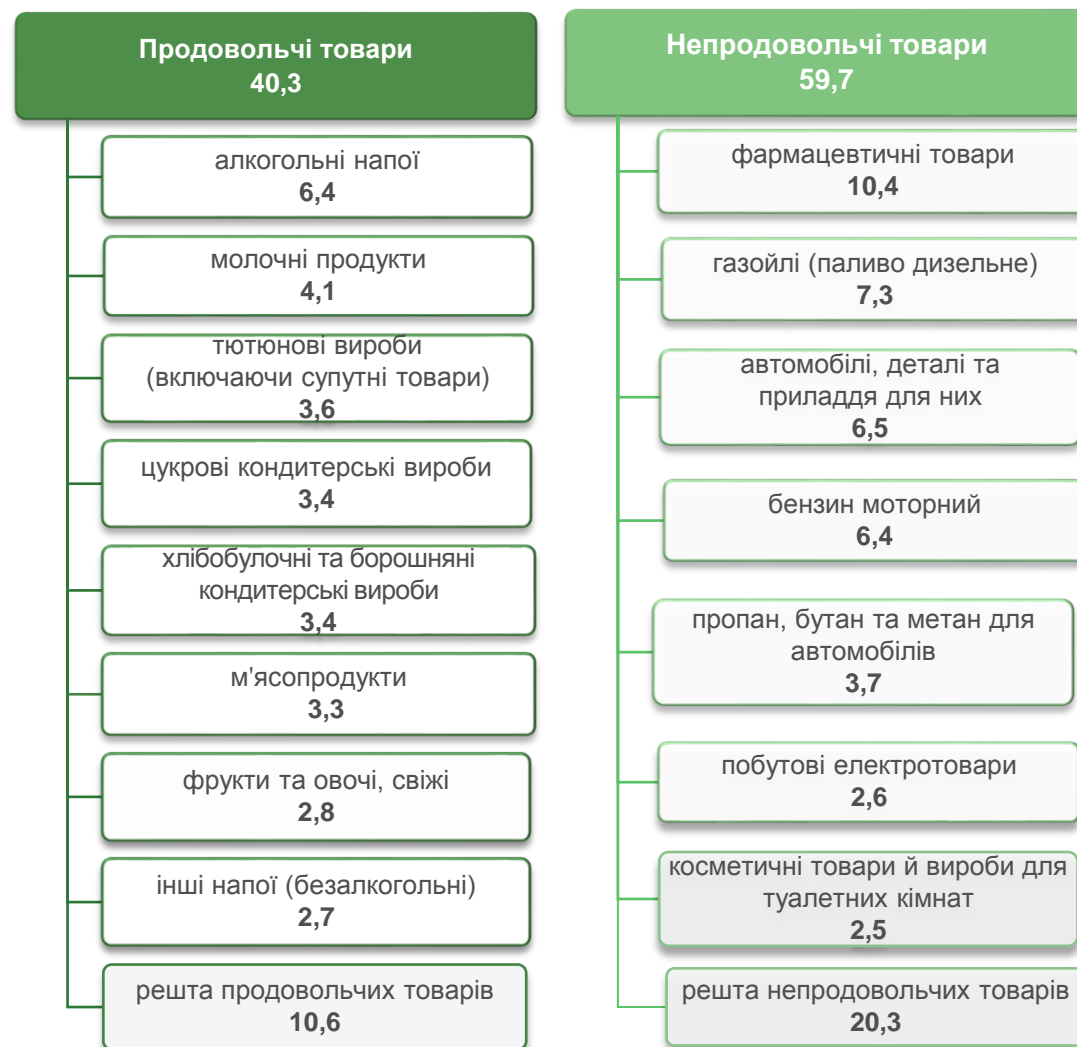 Продовольчі товари
40,3
алкогольні напої
6,4
молочні продукти
4,1
тютюнові вироби
(включаючи супутні товари)
3,6
цукрові кондитерські вироби
3,4
хлібобулочні та борошняні
кондитерські вироби
3,4
м'ясопродукти
3,3
фрукти та овочі, свіжі
2,8
інші напої (безалкогольні)
2,7
решта продовольчих товарів
10,6
Непродовольчі товари
59,7
фармацевтичні товари
10,4
газойлі (паливо дизельне)
7,3
автомобілі, деталі та
приладдя для них
6,5
бензин моторний
6,4
пропан, бутан та метан для
автомобілів
3,7
побутові електротовари
2,6
косметичні товари й вироби для
туалетних кімнат
2,5
решта непродовольчих товарів
20,3